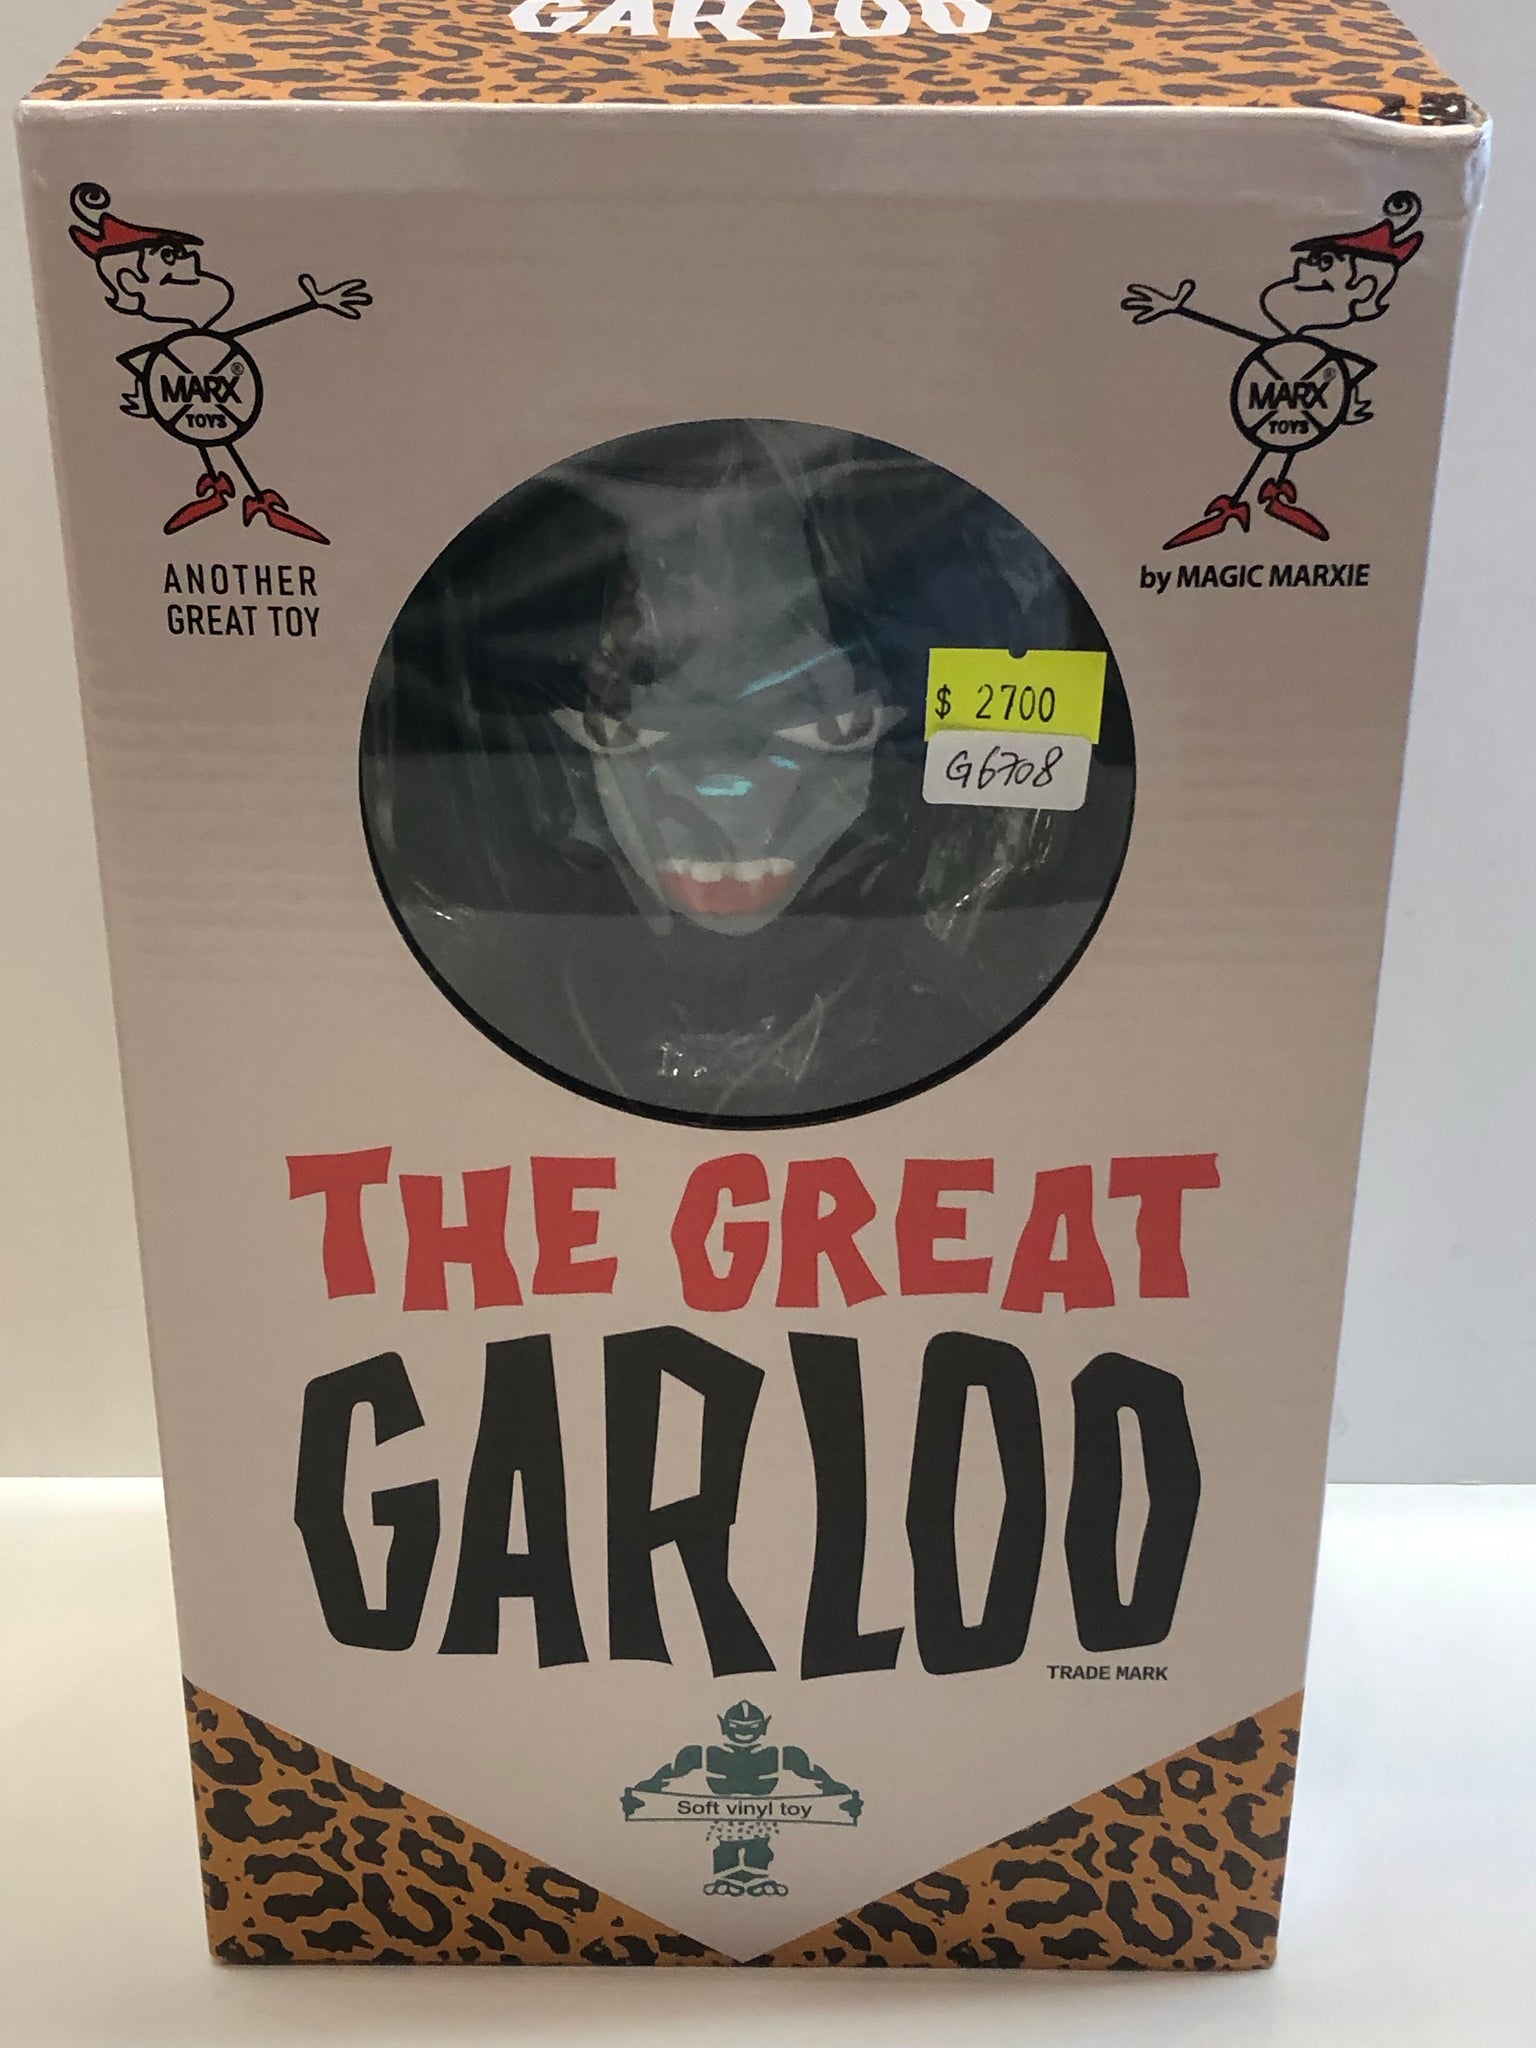 GARLOO
MARX®
TOYS
MARX®
TOYS
ANOTHER
GREAT TOY
by MAGIC MARXIE
$ 2700
G6708
THE GREAT
GARLOO
TRADE MARK
Soft vinyl toy